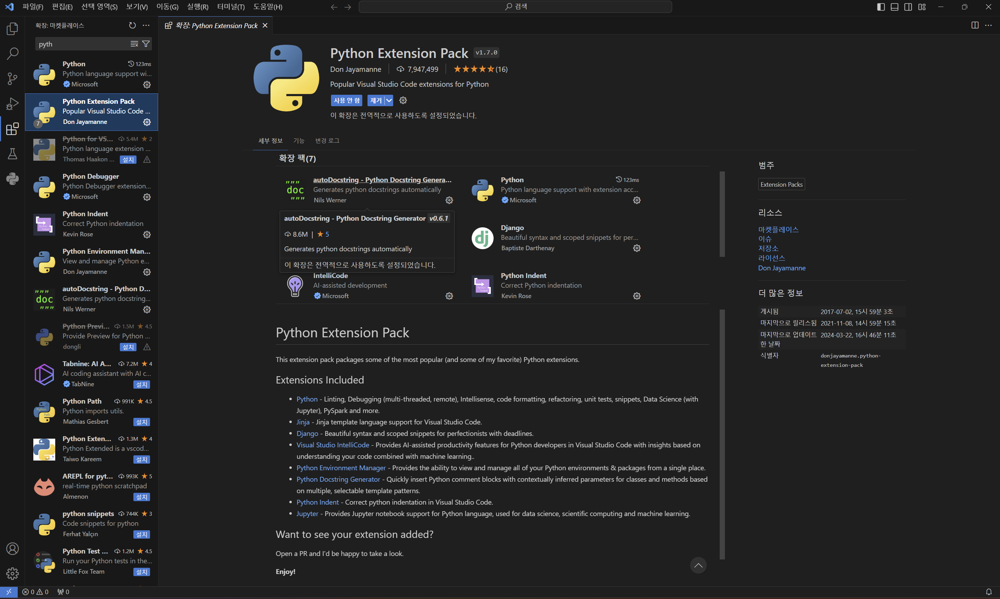 파일(F) 편집(E) 선택 영역(S) 보기(V) 이동(G) 실행(R) 터미널(T) 도움말(H)
검색
확장: 마켓플레이스
pyth
Python 123ms
Python language support wi...
Microsoft
Python Extension Pack
Popular Visual Studio Code ...
Don Jayamanne
7
Python for VS... 5.4M 2
Python language extension ...
Thomas Haakon ... 설치
Python Debugger
Python Debugger extension...
Microsoft
Python Indent
Correct Python indentation
Kevin Rose
Python Environment Man...
View and manage Python e...
Don Jayamanne
autoDocstring - Python D...
Generates python docstring...
Nils Werner
Python Previ... 1.5M 4.5
Provide Preview for Python ...
dongli 설치
Tabnine: AI A... 7.2M 4
AI coding assistant with AI c...
TabNine 설치
Python Path 991K 4.5
Python imports utils.
Mathias Gesbert 설치
Python Exten... 1.3M 4
Python Extended is a vscod...
Taiwo Kareem 설치
AREPL for pyt... 993K 5
real-time python scratchpad
Almenon 설치
python snippets 744K 3
Code snippets for python
Ferhat Yalçın 설치
Python Test ... 1.2M 4.5
Run your Python tests in the...
Little Fox Team 설치
확장: Python Extension Pack
Python Extension Pack v1.7.0
Don Jayamanne 7,947,499 (16)
Popular Visual Studio Code extensions for Python
사용 안 함 제거
이 확장은 전역적으로 사용하도록 설정되었습니다.
세부 정보 기능 변경 로그
확장 팩(7)
"""
doc
"""
autoDocstring - Python Docstring Genera...
Generates python docstrings automatically
Nils Werner
Python 123ms
Python language support with extension acc...
Microsoft
autoDocstring - Python Docstring Generator v0.6.1
8.6M | 5
Generates python docstrings automatically
이 확장은 전역적으로 사용하도록 설정되었습니다.
dj
Django
Beautiful syntax and scoped snippets for per...
Baptiste Darthenay
IntelliCode
AI-assisted development
Microsoft
Python Indent
Correct Python indentation
Kevin Rose
Python Extension Pack
This extension pack packages some of the most popular (and some of my favorite) Python extensions.
Extensions Included
• Python - Linting, Debugging (multi-threaded, remote), Intellisense, code formatting, refactoring, unit tests, snippets, Data Science (with
Jupyter), PySpark and more.
• Jinja - Jinja template language support for Visual Studio Code.
• Django - Beautiful syntax and scoped snippets for perfectionists with deadlines.
• Visual Studio IntelliCode - Provides AI-assisted productivity features for Python developers in Visual Studio Code with insights based on
understanding your code combined with machine learning..
• Python Environment Manager - Provides the ability to view and manage all of your Python environments & packages from a single place.
• Python Docstring Generator - Quickly insert Python comment blocks with contextually inferred parameters for classes and methods based
on multiple, selectable template patterns.
• Python Indent - Correct python indentation in Visual Studio Code.
• Jupyter - Provides Jupyter notebook support for Python language, used for data science, scientific computing and machine learning.
Want to see your extension added?
Open a PR and I'd be happy to take a look.
Enjoy!
범주
Extension Packs
리소스
마켓플레이스
이슈
저장소
라이선스
Don Jayamanne
더 많은 정보
게시됨 2017-07-02, 15시 59분 3초
마지막으로 릴리스됨 2021-11-08, 14시 59분 15초
마지막으로 업데이트 2024-03-22, 16시 46분 11초
한 날짜
식별자 donjayamanne.python-
extension-pack
0 0 0